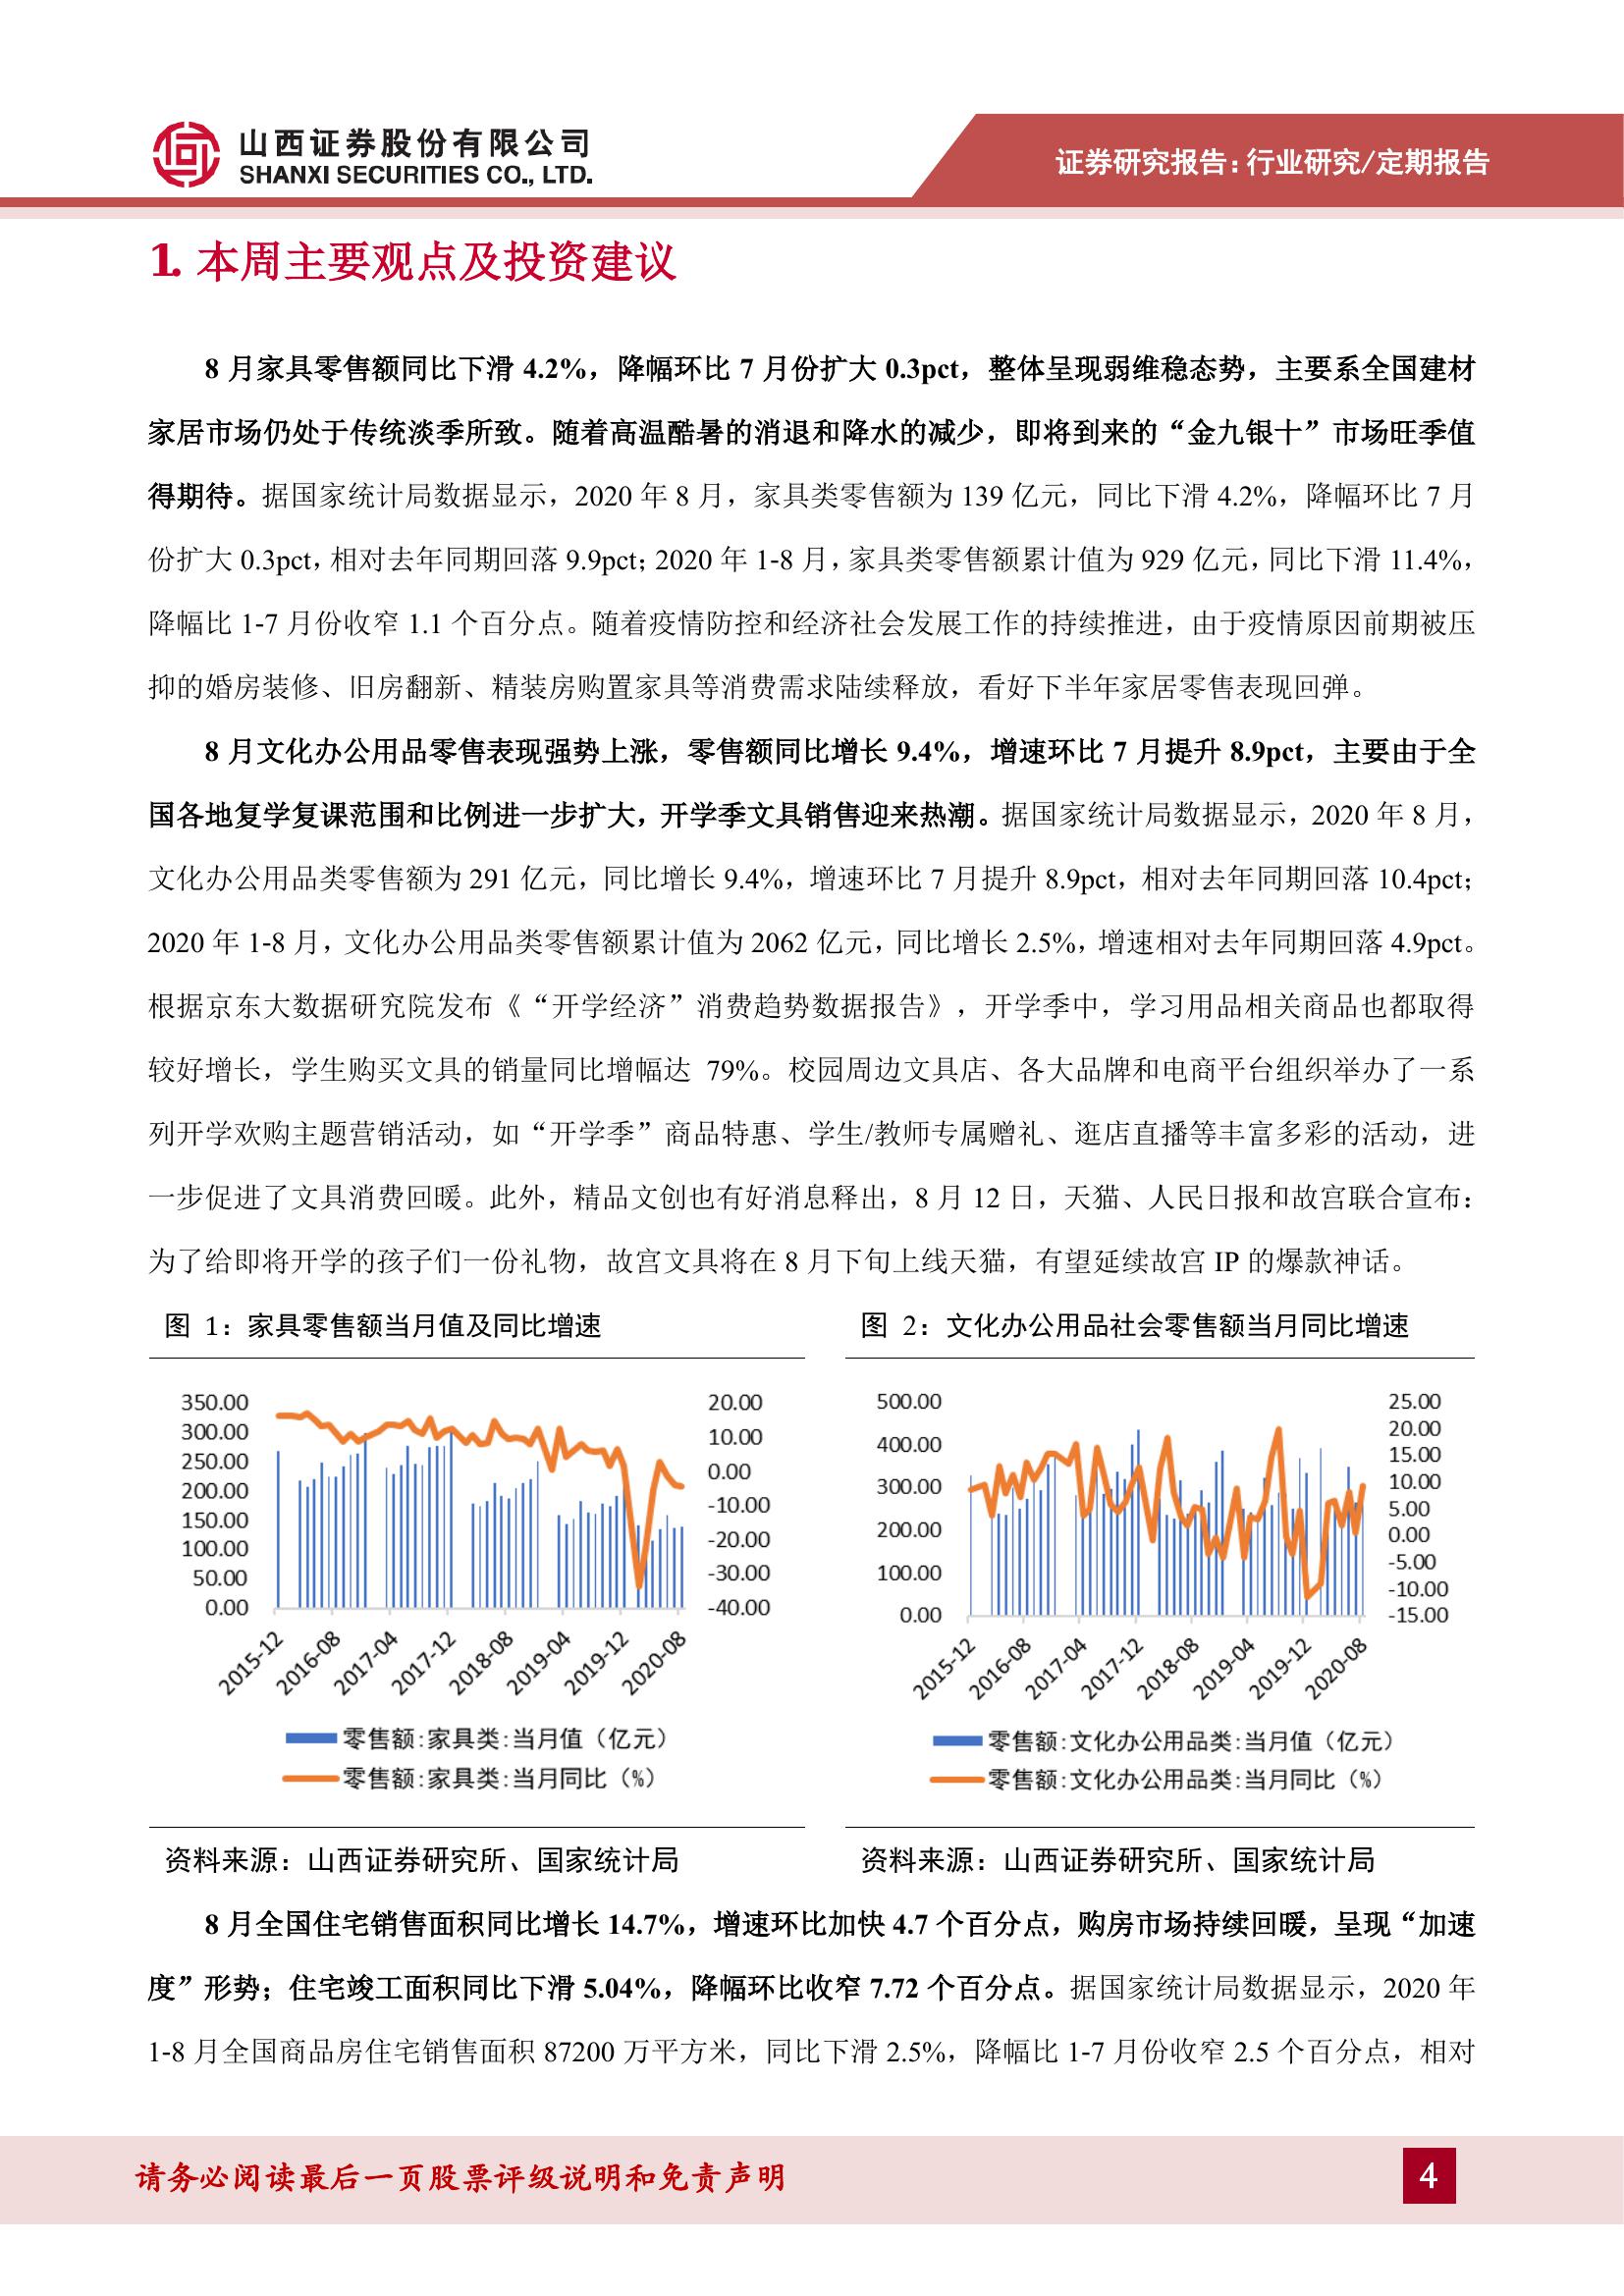 山西证券股份有限公司
SHANXI SECURITIES CO., LTD.
证券研究报告：行业研究/定期报告
1. 本周主要观点及投资建议
8 月家具零售额同比下滑 4.2%，降幅环比 7 月份扩大 0.3pct，整体呈现弱维稳态势，主要系全国建材
家居市场仍处于传统淡季所致。随着高温酷暑的消退和降水的减少，即将到来的“金九银十”市场旺季值
得期待。据国家统计局数据显示，2020 年 8 月，家具类零售额为 139 亿元，同比下滑 4.2%，降幅环比 7 月
份扩大 0.3pct，相对去年同期回落 9.9pct；2020 年 1-8 月，家具类零售额累计值为 929 亿元，同比下滑 11.4%，
降幅比 1-7 月份收窄 1.1 个百分点。随着疫情防控和经济社会发展工作的持续推进，由于疫情原因前期被压
抑的婚房装修、旧房翻新、精装房购置家具等消费需求陆续释放，看好下半年家居零售表现回弹。
8 月文化办公用品零售表现强势上涨，零售额同比增长 9.4%，增速环比 7 月提升 8.9pct，主要由于全
国各地复学复课范围和比例进一步扩大，开学季文具销售迎来热潮。据国家统计局数据显示，2020 年 8 月，
文化办公用品类零售额为 291 亿元，同比增长 9.4%，增速环比 7 月提升 8.9pct，相对去年同期回落 10.4pct；
2020 年 1-8 月，文化办公用品类零售额累计值为 2062 亿元，同比增长 2.5%，增速相对去年同期回落 4.9pct。
根据京东大数据研究院发布《“开学经济”消费趋势数据报告》，开学季中，学习用品相关商品也都取得
较好增长，学生购买文具的销量同比增幅达 79%。校园周边文具店、各大品牌和电商平台组织举办了一系
列开学欢购主题营销活动，如“开学季”商品特惠、学生/教师专属赠礼、逛店直播等丰富多彩的活动，进
一步促进了文具消费回暖。此外，精品文创也有好消息释出，8 月 12 日，天猫、人民日报和故宫联合宣布：
为了给即将开学的孩子们一份礼物，故宫文具将在 8 月下旬上线天猫，有望延续故宫 IP 的爆款神话。
图 1：家具零售额当月值及同比增速
350.00
300.00
250.00
200.00
150.00
100.00
50.00
0.00
20.00
10.00
0.00
-10.00
-20.00
-30.00
-40.00
2015-12
2016-08
2017-04
2017-12
2018-08
2019-04
2019-12
2020-08
零售额:家具类:当月值（亿元）
零售额:家具类:当月同比（%）
资料来源：山西证券研究所、国家统计局
图 2：文化办公用品社会零售额当月同比增速
500.00
400.00
300.00
200.00
100.00
0.00
25.00
20.00
15.00
10.00
5.00
0.00
-5.00
-10.00
-15.00
2015-12
2016-08
2017-04
2017-12
2018-08
2019-04
2019-12
2020-08
零售额:文化办公用品类:当月值（亿元）
零售额:文化办公用品类:当月同比（%）
资料来源：山西证券研究所、国家统计局
8 月全国住宅销售面积同比增长 14.7%，增速环比加快 4.7 个百分点，购房市场持续回暖，呈现“加速
度”形势；住宅竣工面积同比下滑 5.04%，降幅环比收窄 7.72 个百分点。据国家统计局数据显示，2020 年
1-8 月全国商品房住宅销售面积 87200 万平方米，同比下滑 2.5%，降幅比 1-7 月份收窄 2.5 个百分点，相对
请务必阅读最后一页股票评级说明和免责声明
4